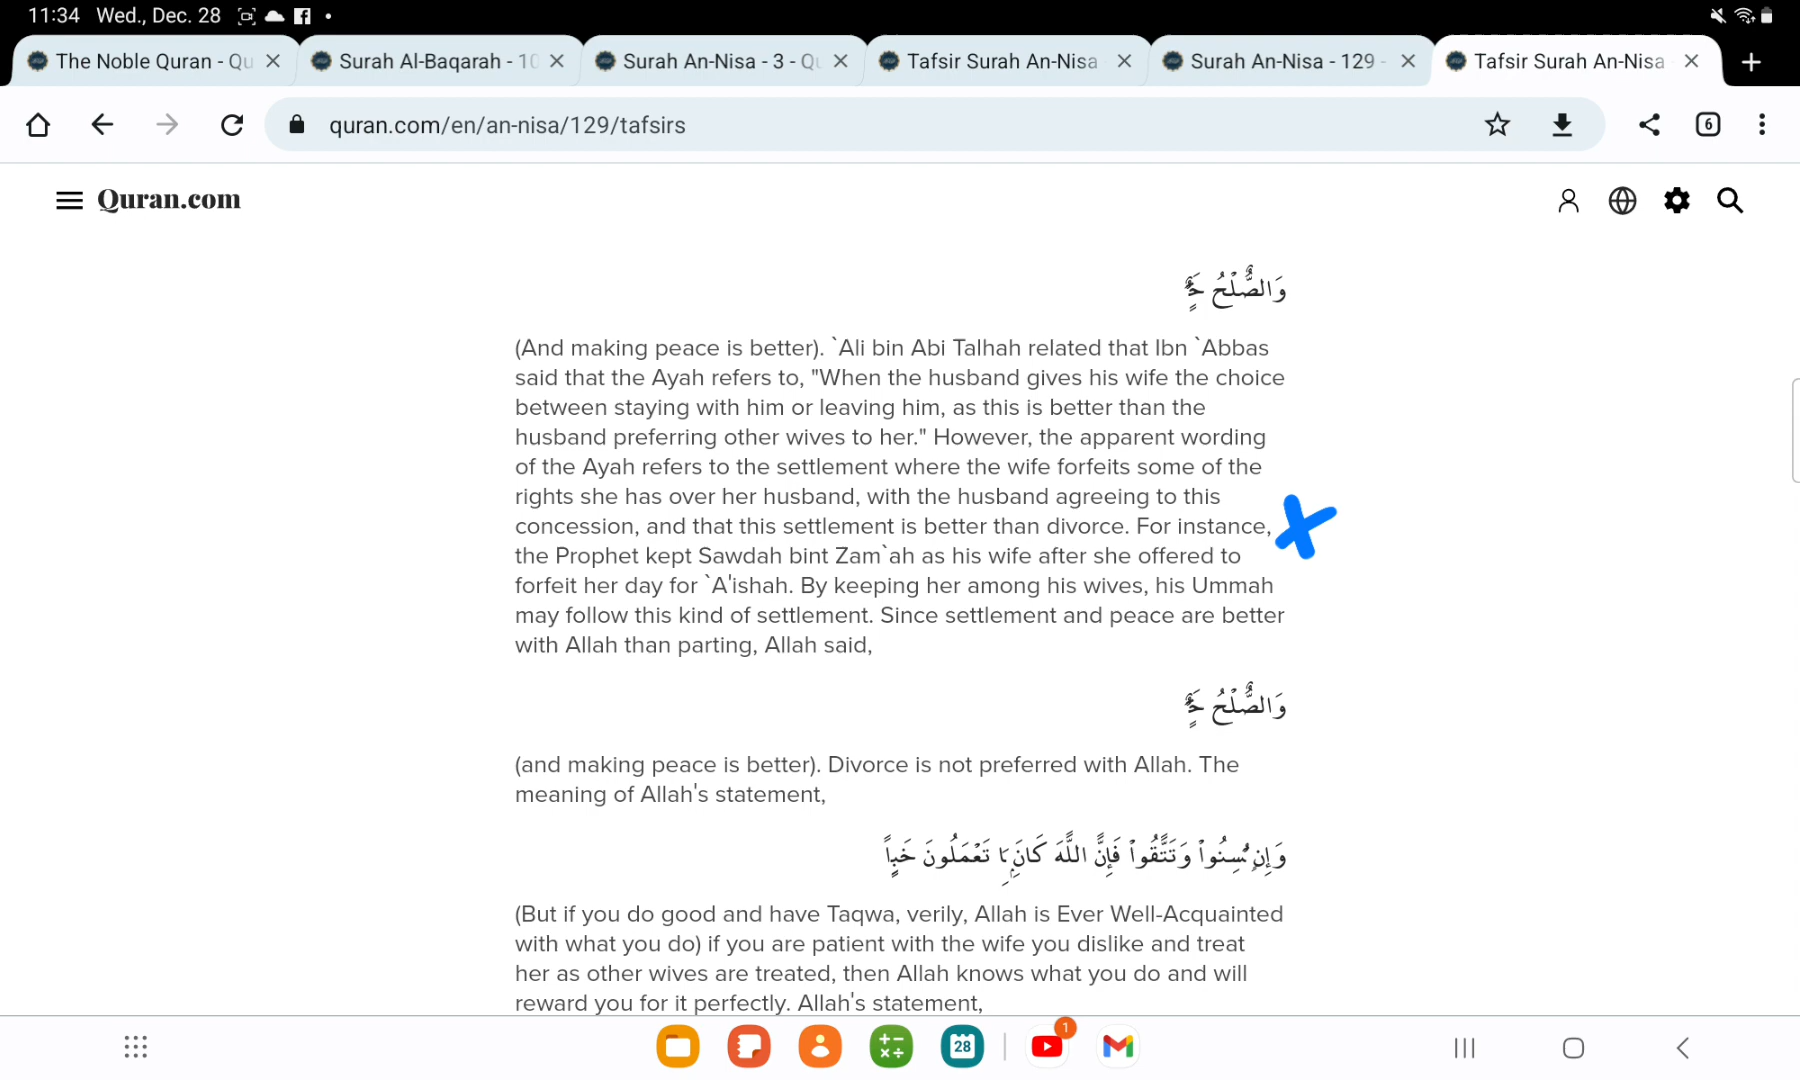 11:34 Wed., Dec. 28
The Noble Quran - Qu
Surah Al-Baqarah - 10
Surah An-Nisa - 3 - Qu
Tafsir Surah An-Nisa
Surah An-Nisa - 129 -
Tafsir Surah An-Nisa
quran.com/en/an-nisa/129/tafsirs
6
Quran.com
(And making peace is better). `Ali bin Abi Talhah related that Ibn `Abbas
said that the Ayah refers to, "When the husband gives his wife the choice
between staying with him or leaving him, as this is better than the
husband preferring other wives to her." However, the apparent wording
of the Ayah refers to the settlement where the wife forfeits some of the
rights she has over her husband, with the husband agreeing to this
concession, and that this settlement is better than divorce. For instance,
the Prophet kept Sawdah bint Zam`ah as his wife after she offered to
forfeit her day for `A'ishah. By keeping her among his wives, his Ummah
may follow this kind of settlement. Since settlement and peace are better
with Allah than parting, Allah said,
(and making peace is better). Divorce is not preferred with Allah. The
meaning of Allah's statement,
(But if you do good and have Taqwa, verily, Allah is Ever Well-Acquainted
with what you do) if you are patient with the wife you dislike and treat
her as other wives are treated, then Allah knows what you do and will
reward you for it perfectly. Allah's statement,
28
1